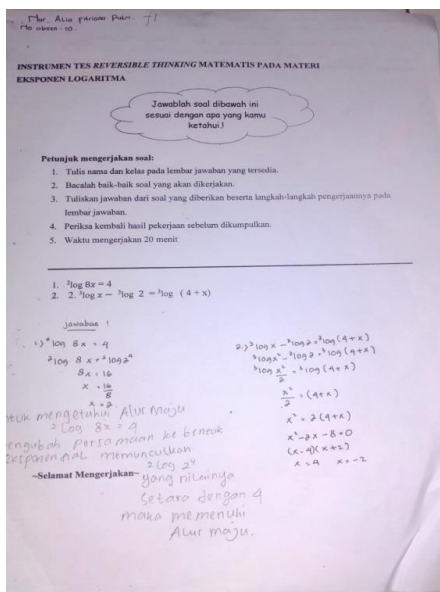 Nur Alia Fitriana Putri
No absen . 10.
INSTRUMEN TES REVERSIBLE THINKING MATEMATIS PADA MATERI
EKSPONEN LOGARITMA
Jawablah soal dibawah ini
sesuai dengan apa yang kamu
ketahui.!
Petunjuk mengerjakan soal:
1. Tulis nama dan kelas pada lembar jawaban yang tersedia.
2. Bacalah baik-baik soal yang akan dikerjakan.
3. Tuliskan jawaban dari soal yang diberikan beserta langkah-langkah pengerjaannya pada
lembar jawaban.
4. Periksa kembali hasil pekerjaan sebelum dikumpulkan.
5. Waktu mengerjakan 20 menit
1. ²log 8x = 4
2. 2. ³log x − ³log 2 = ³log (4 + x)
jawaban !
1.) ²log 8x = 4
²log 8x = ²log 2⁴
8x = 16
x = 16/8
x = 2
2.) ³log x - ³log 2 = ³log (4+x)
³log x² - ³log 2 = ³log (4+x)
³log x²/2 = ³log (4+x)
x²/2 = (4+x)
x² = 2(4+x)
x² - 2x - 8 = 0
(x-4)(x+2)
x = 4 x = -2
ntuk mengetahui Alur Maju
²log 8x = 4
engubah persamaan ke bentuk
eksponensial memunculkan
²log 2⁴
yang nilainya
setara dengan 4
maka memenuhi
Alur maju.
~Selamat Mengerjakan~